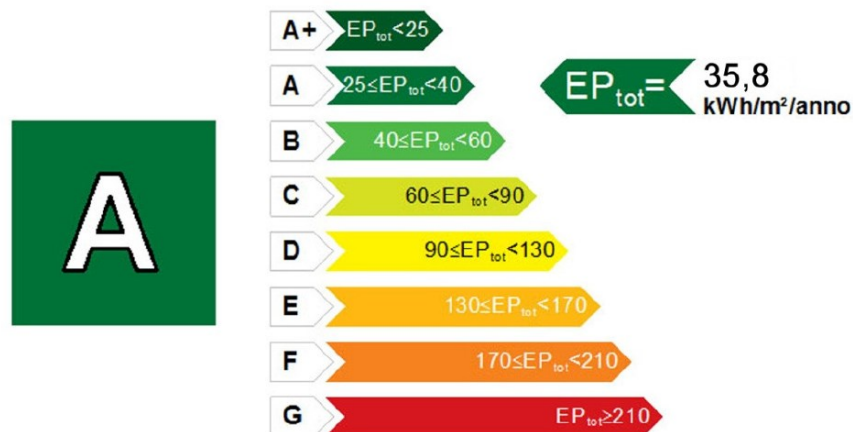 A+ EPtot<25
A 25≤EPtot<40
EPtot= 35,8
kWh/m²/anno
B 40≤EPtot<60
A
C 60≤EPtot<90
D 90≤EPtot<130
E 130≤EPtot<170
F 170≤EPtot<210
G EPtot≥210